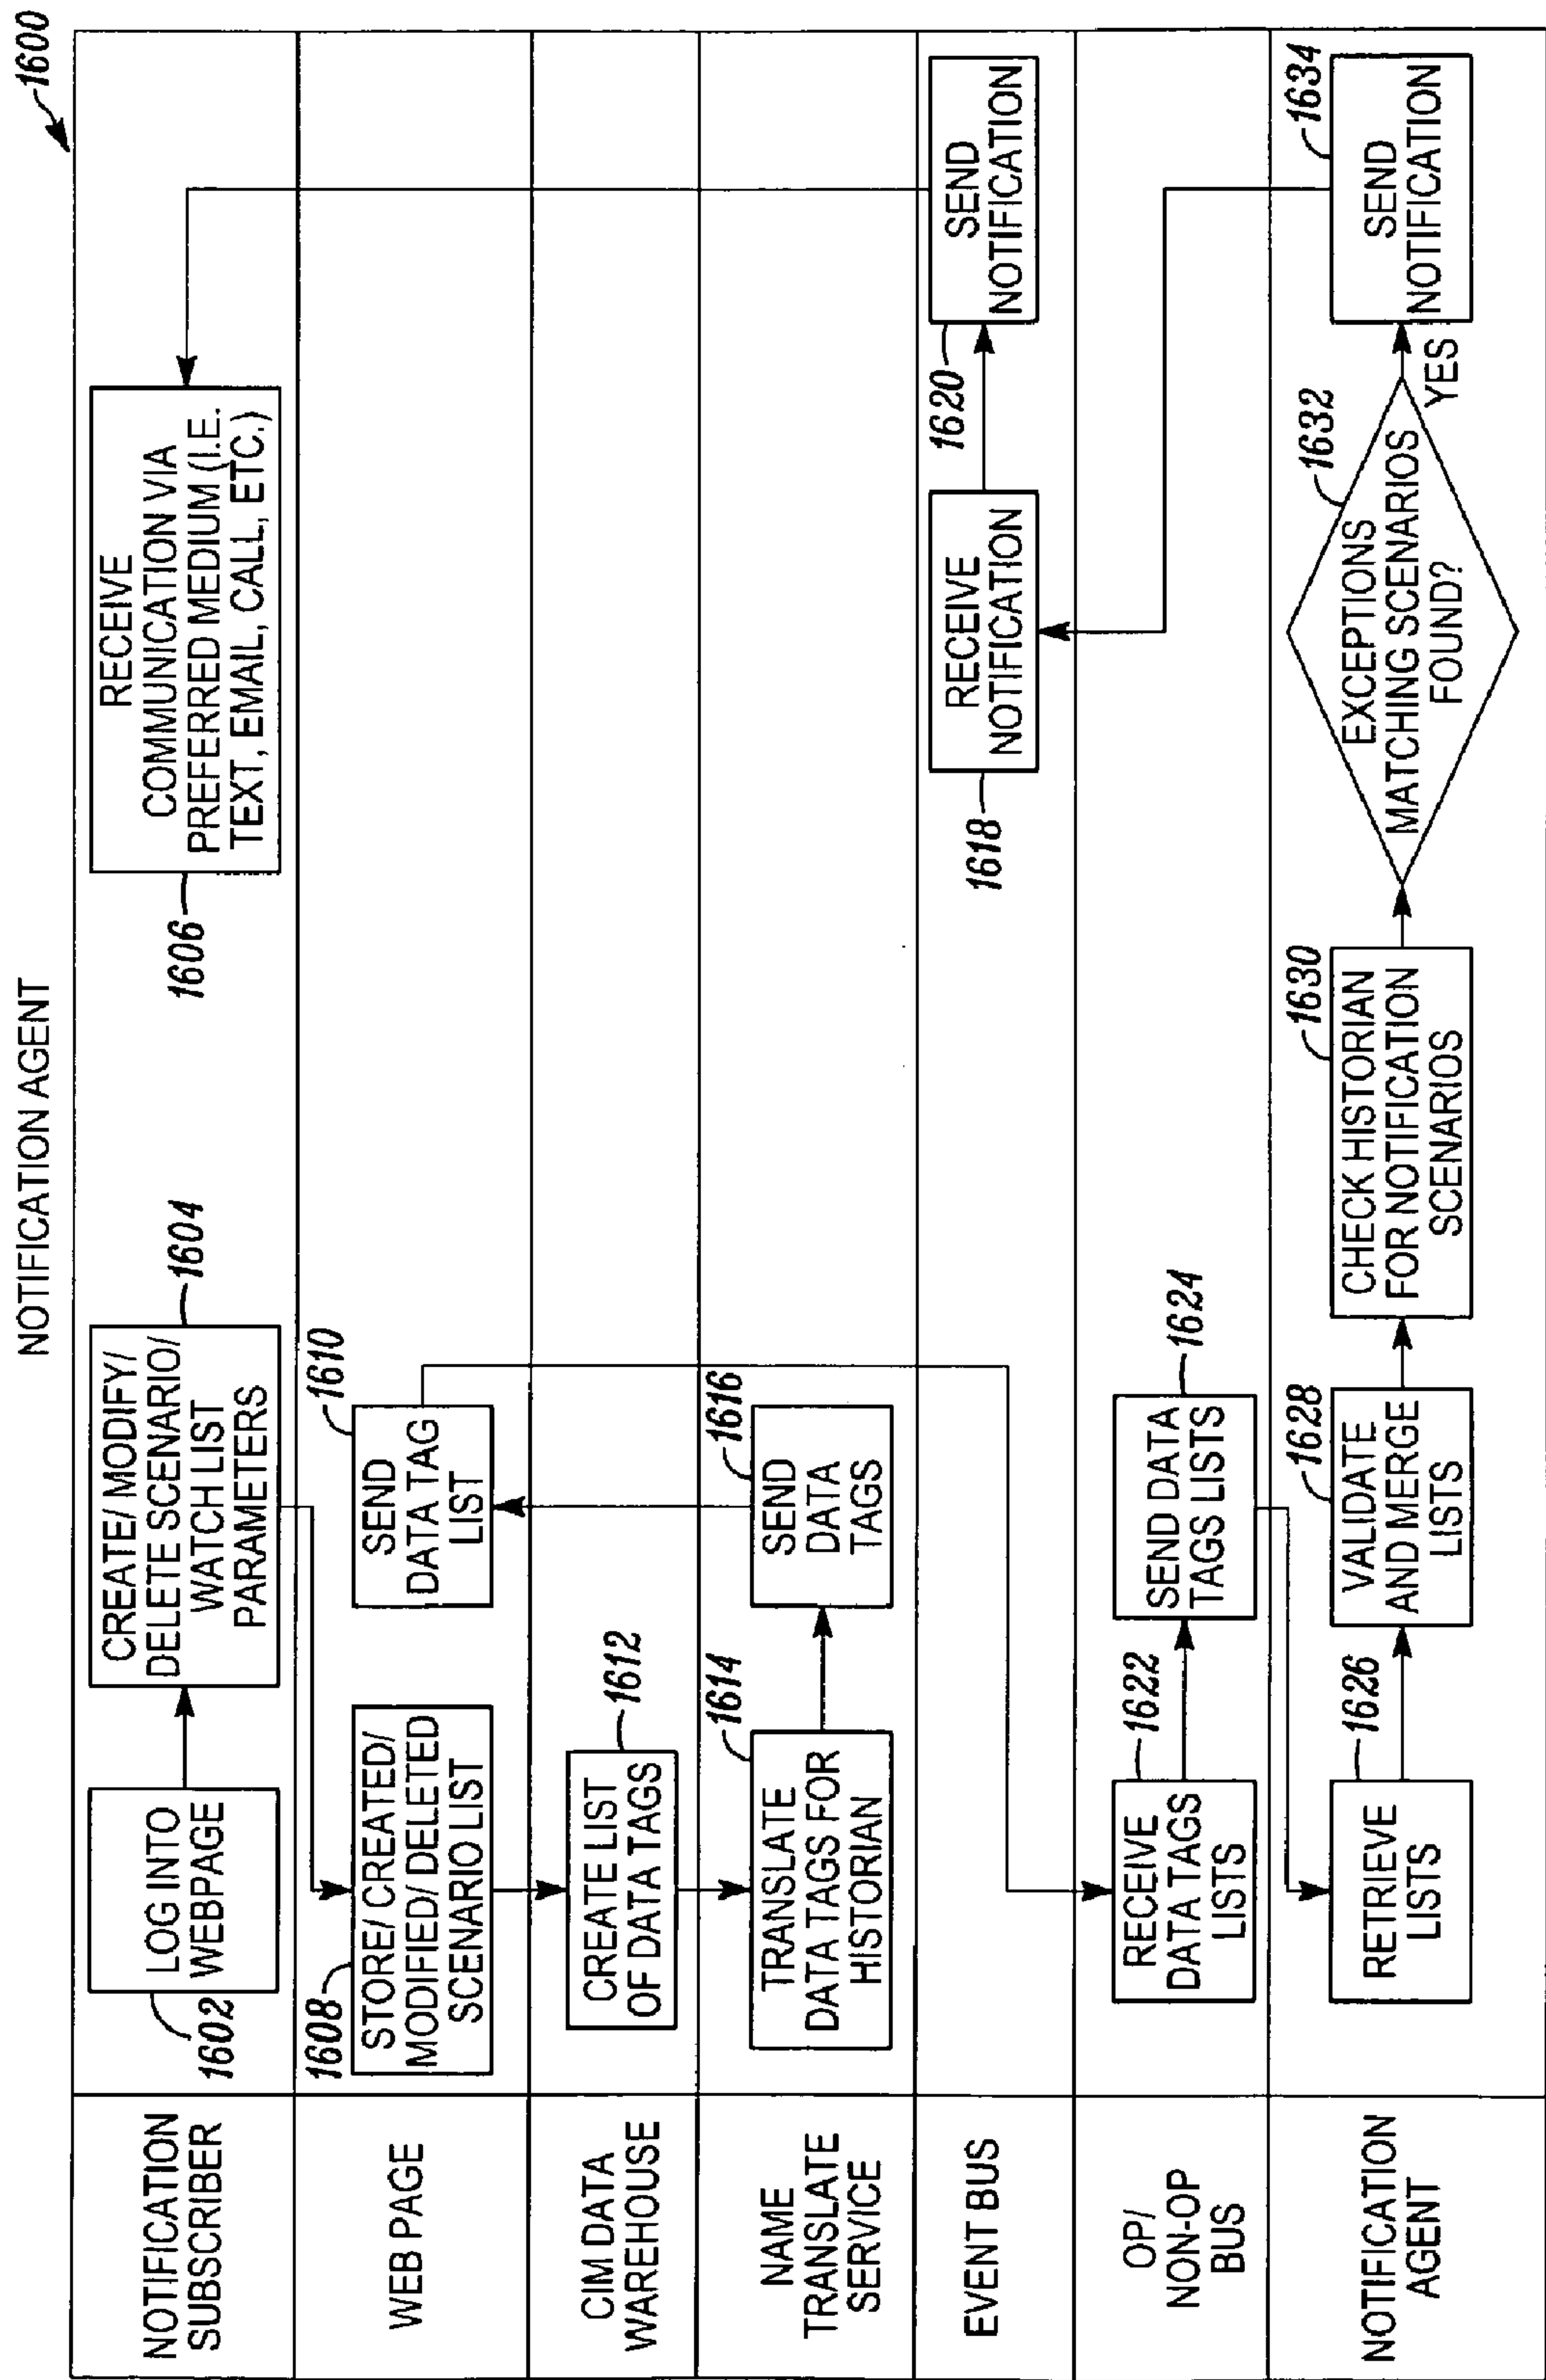 NOTIFICATION AGENT
1600
NOTIFICATION
SUBSCRIBER
LOG INTO
WEBPAGE
1602
CREATE/ MODIFY/
DELETE SCENARIO/
WATCH LIST
PARAMETERS
1604
RECEIVE
COMMUNICATION VIA
PREFERRED MEDIUM (I.E.
TEXT, EMAIL, CALL, ETC.)
1606
WEB PAGE
1608
STORE/ CREATED/
MODIFIED/ DELETED
SCENARIO LIST
1610
SEND
DATA TAG
LIST
CIM DATA
WAREHOUSE
CREATE LIST
OF DATA TAGS
1612
NAME
TRANSLATE
SERVICE
1614
TRANSLATE
DATA TAGS FOR
HISTORIAN
1616
SEND
DATA
TAGS
EVENT BUS
RECEIVE
NOTIFICATION
1618
SEND
NOTIFICATION
1620
OP/
NON-OP
BUS
1622
RECEIVE
DATA TAGS
LISTS
SEND DATA
TAGS LISTS
1624
NOTIFICATION
AGENT
1626
RETRIEVE
LISTS
1628
VALIDATE
AND MERGE
LISTS
1630
CHECK HISTORIAN
FOR NOTIFICATION
SCENARIOS
1632
EXCEPTIONS
MATCHING SCENARIOS
FOUND?
YES
1634
SEND
NOTIFICATION